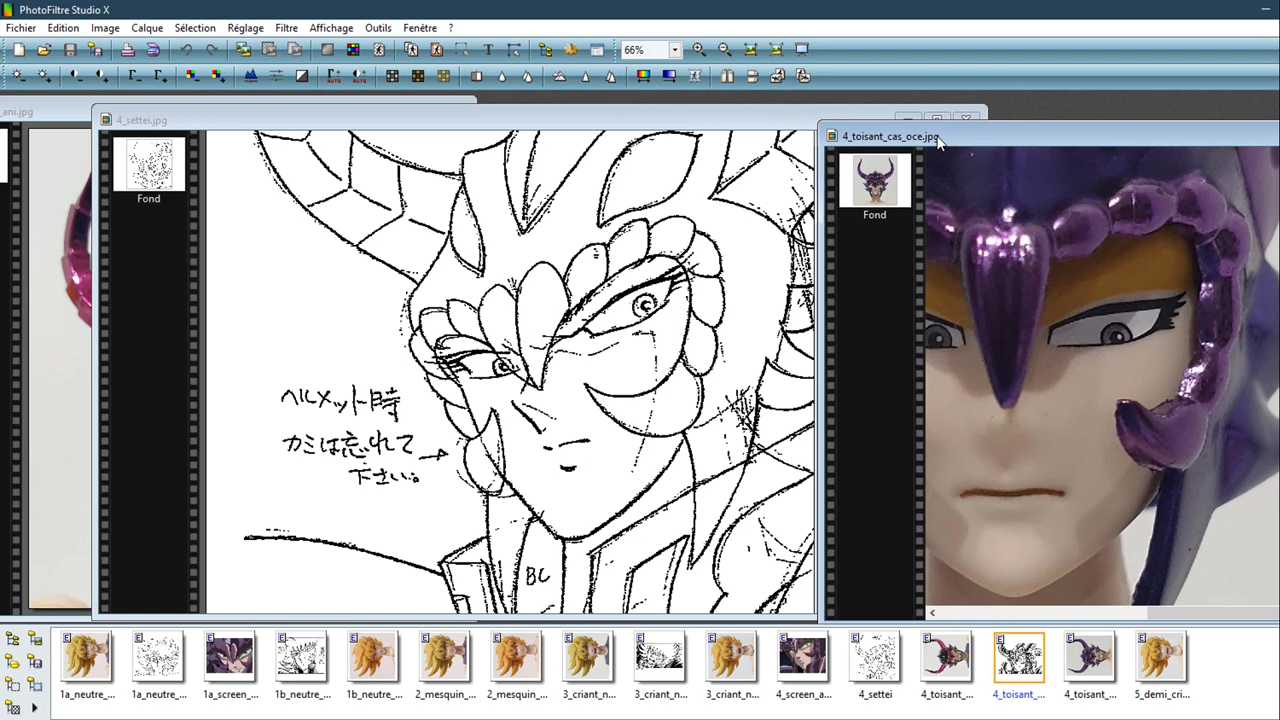 PhotoFiltre Studio X
Fichier Edition Image Calque Sélection Réglage Filtre Affichage Outils Fenêtre ?
66%
_ani.jpg
4_settei.jpg
4_toisant_cas_oce.jpg
Fond
Fond
ヘルメット時
カミは忘れて
下さい。
BC
1a_neutre_...
1a_neutre_...
1a_screen_...
1b_neutre_...
1b_neutre_...
2_mesquin_...
2_mesquin_...
3_criant_n...
3_criant_n...
3_criant_n...
4_screen_a...
4_settei
4_toisant_...
4_toisant_...
4_toisant_...
5_demi_cri...